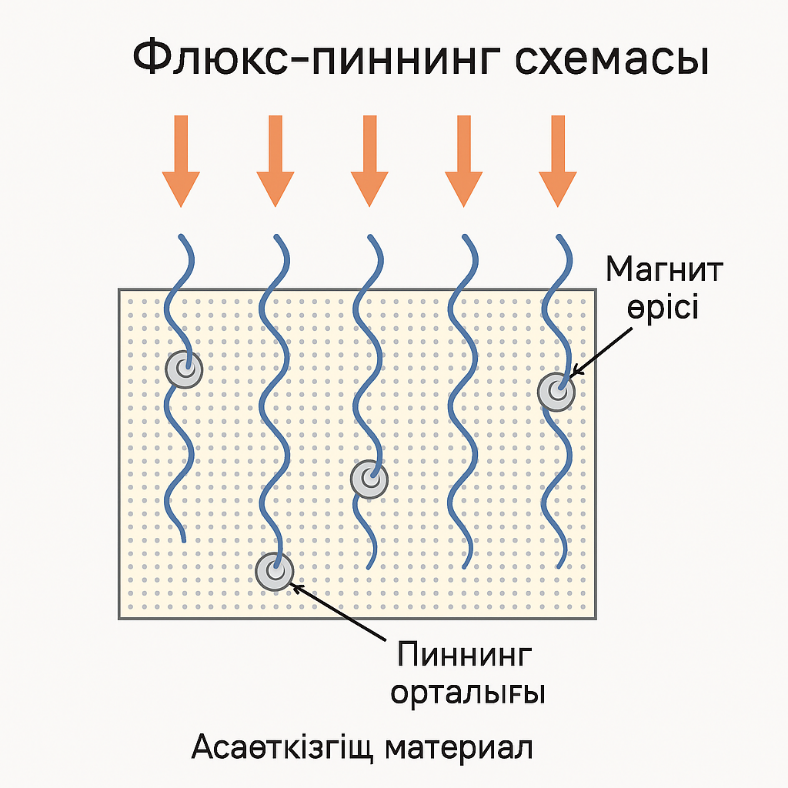 Флюкс-пиннинг схемасы
Магнит
өрісі
Пиннинг
орталығы
Асаөткізгіщ материал